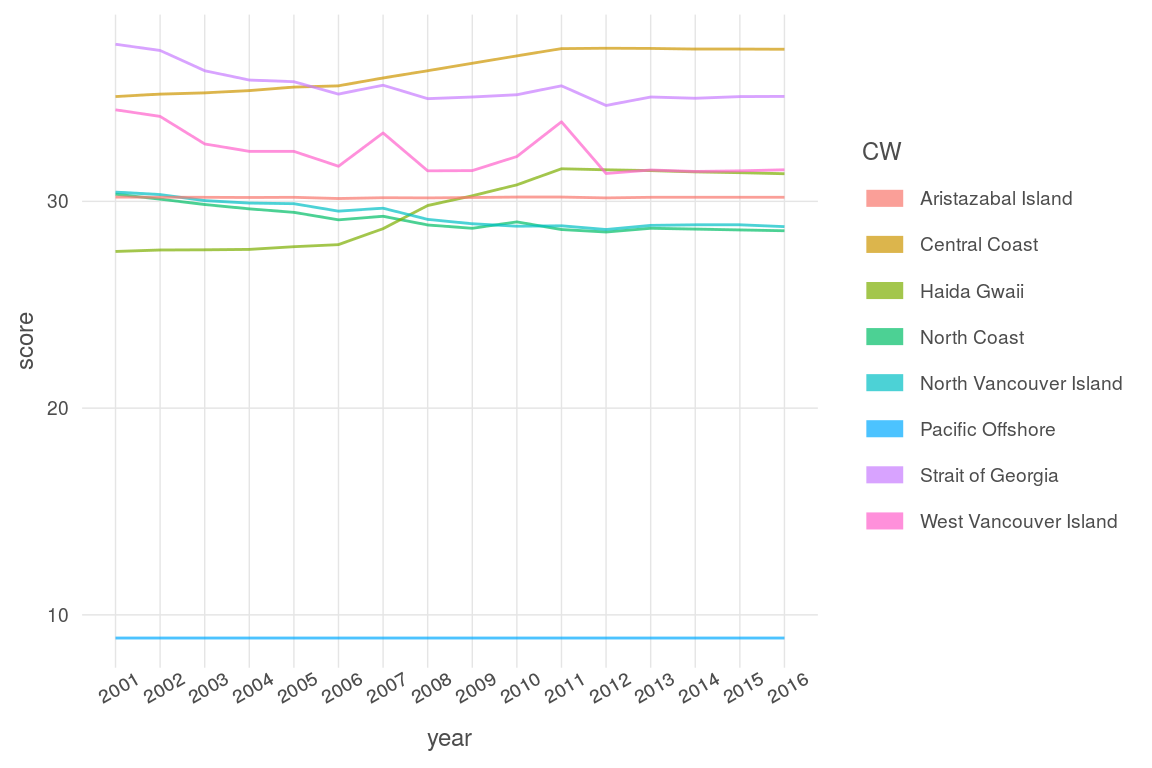 score
30
20
10
2001 2002 2003 2004 2005 2006 2007 2008 2009 2010 2011 2012 2013 2014 2015 2016
year
CW
Aristazabal Island
Central Coast
Haida Gwaii
North Coast
North Vancouver Island
Pacific Offshore
Strait of Georgia
West Vancouver Island